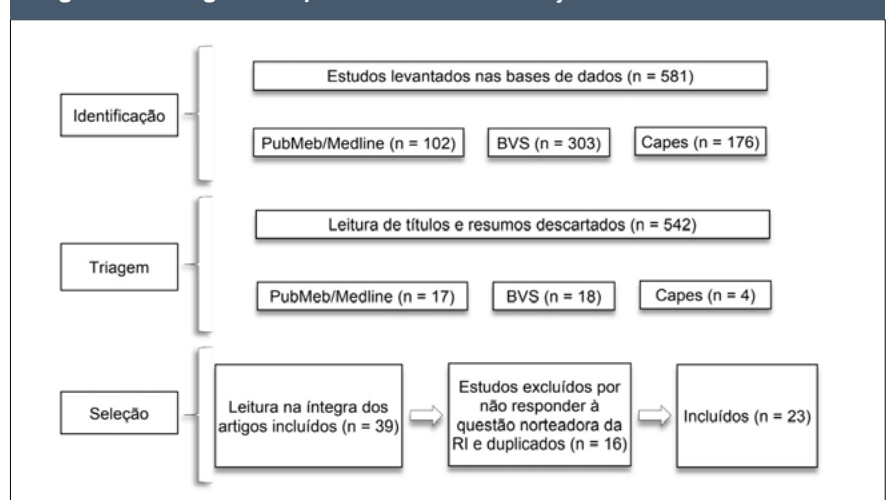 Identificação
Estudos levantados nas bases de dados (n = 581)
PubMeb/Medline (n = 102)
BVS (n = 303)
Capes (n = 176)
Triagem
Leitura de títulos e resumos descartados (n = 542)
PubMeb/Medline (n = 17)
BVS (n = 18)
Capes (n = 4)
Seleção
Leitura na íntegra dos
artigos incluídos (n = 39)
Estudos excluídos por
não responder à
questão norteadora da
RI e duplicados (n = 16)
Incluídos (n = 23)